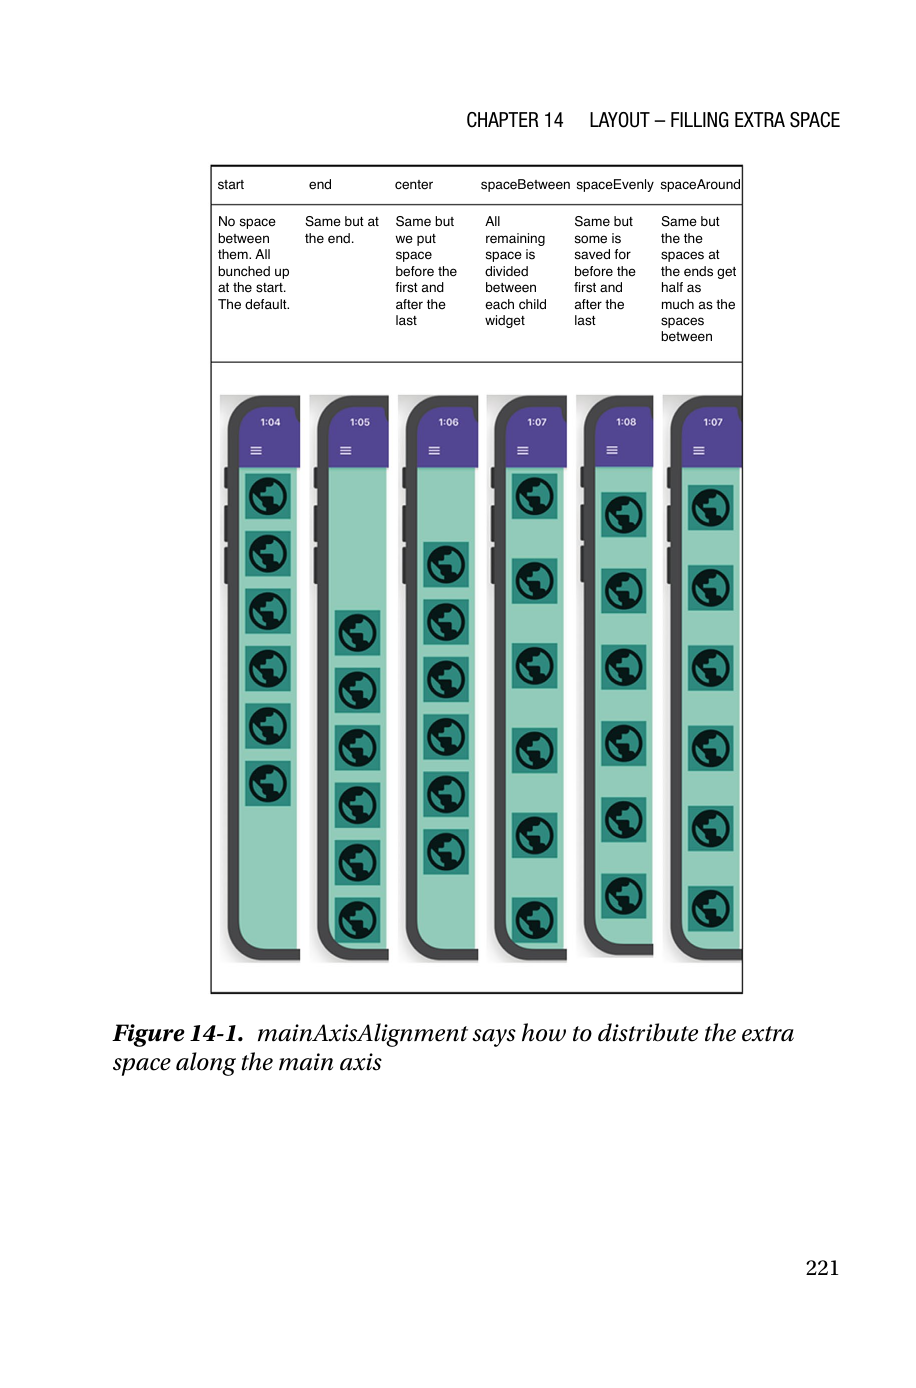 CHAPTER 14 LAYOUT – FILLING EXTRA SPACE
start end center spaceBetween spaceEvenly spaceAround
No space
between
them. All
bunched up
at the start.
The default.
Same but at
the end.
Same but
we put
space
before the
first and
after the
last
All
remaining
space is
divided
between
each child
widget
Same but
some is
saved for
before the
first and
after the
last
Same but
the the
spaces at
the ends get
half as
much as the
spaces
between
1:04 1:05 1:06 1:07 1:08 1:07
Figure 14-1. mainAxisAlignment says how to distribute the extra
space along the main axis
221